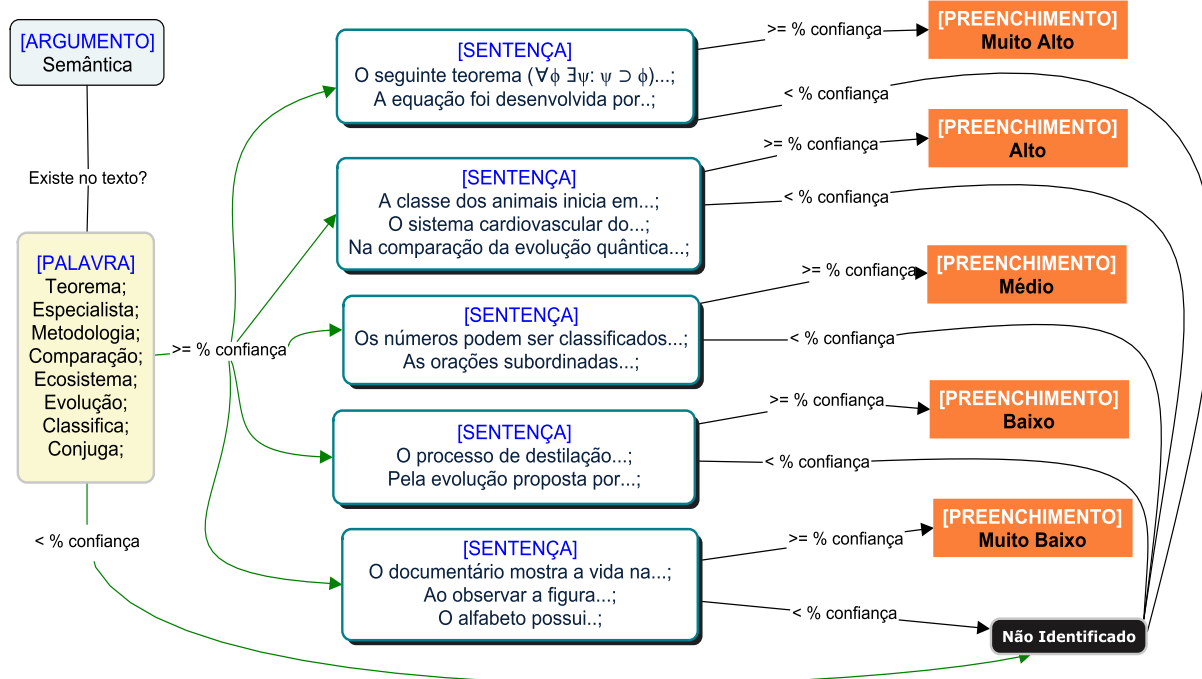 [ARGUMENTO]
Semântica
Existe no texto?
[PALAVRA]
Teorema;
Especialista;
Metodologia;
Comparação;
Ecosistema;
Evolução;
Classifica;
Conjuga;
>= % confiança
< % confiança
[SENTENÇA]
O seguinte teorema (∀ϕ ∃ψ: ψ ⊃ ϕ)...;
A equação foi desenvolvida por..;
>= % confiança
< % confiança
[PREENCHIMENTO]
Muito Alto
[SENTENÇA]
A classe dos animais inicia em...;
O sistema cardiovascular do...;
Na comparação da evolução quântica...;
>= % confiança
< % confiança
[PREENCHIMENTO]
Alto
[SENTENÇA]
Os números podem ser classificados...;
As orações subordinadas...;
>= % confiança
< % confiança
[PREENCHIMENTO]
Médio
[SENTENÇA]
O processo de destilação...;
Pela evolução proposta por...;
>= % confiança
< % confiança
[PREENCHIMENTO]
Baixo
[SENTENÇA]
O documentário mostra a vida na...;
Ao observar a figura...;
O alfabeto possui..;
>= % confiança
< % confiança
[PREENCHIMENTO]
Muito Baixo
Não Identificado